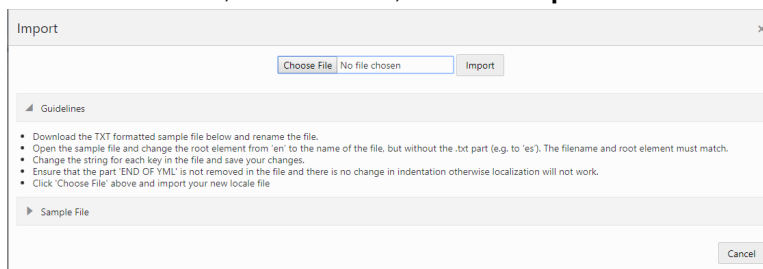 Import
Choose File No file chosen Import
Guidelines
• Download the TXT formatted sample file below and rename the file.
• Open the sample file and change the root element from 'en' to the name of the file, but without the .txt part (e.g. to 'es'). The filename and root element must match.
• Change the string for each key in the file and save your changes.
• Ensure that the part 'END OF YML' is not removed in the file and there is no change in indentation otherwise localization will not work.
• Click 'Choose File' above and import your new locale file
Sample File
Cancel